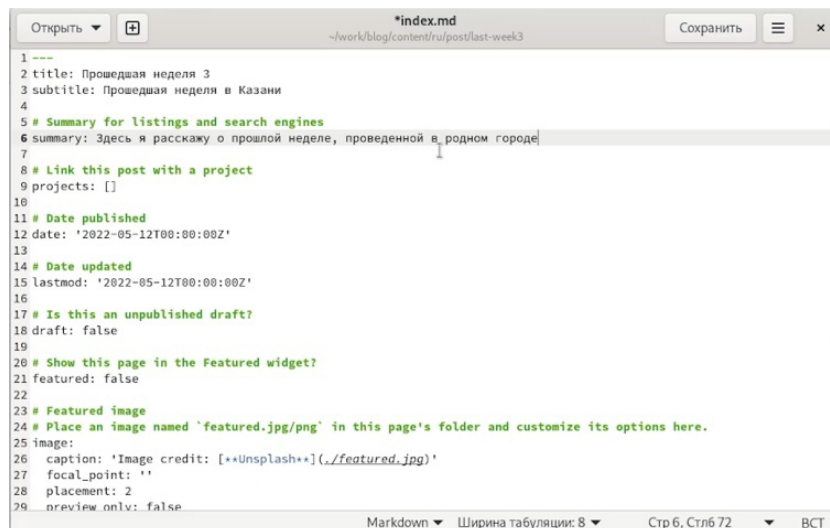 Открыть
*index.md
~/work/blog/content/ru/post/last-week3
Сохранить
1 ---
2 title: Прошедшая неделя 3
3 subtitle: Прошедшая неделя в Казани
4
5 # Summary for listings and search engines
6 summary: Здесь я расскажу о прошлой неделе, проведенной в родном городе
7
8 # Link this post with a project
9 projects: []
10
11 # Date published
12 date: '2022-05-12T00:00:00Z'
13
14 # Date updated
15 lastmod: '2022-05-12T00:00:00Z'
16
17 # Is this an unpublished draft?
18 draft: false
19
20 # Show this page in the Featured widget?
21 featured: false
22
23 # Featured image
24 # Place an image named `featured.jpg/png` in this page's folder and customize its options here.
25 image:
26   caption: 'Image credit: [**Unsplash**](./featured.jpg)'
27   focal_point: ''
28   placement: 2
29   preview_only: false
Markdown Ширина табуляции: 8 Стр 6, Стлб 72 ВСТ